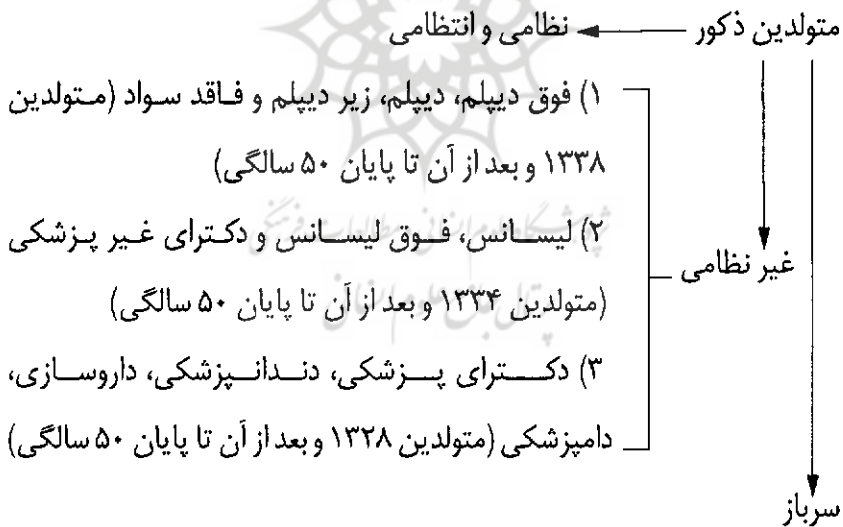 متولدین ذکور نظامی و انتظامی
۱) فوق دیپلم، دیپلم، زیر دیپلم و فاقد سواد (متولدین
۱۳۳۸ و بعد از آن تا پایان ۵۰ سالگی)
۲) لیسانس، فوق لیسانس و دکترای غیر پزشکی
غیر نظامی
(متولدین ۱۳۳۴ و بعد از آن تا پایان ۵۰ سالگی)
۳) دکترای پزشکی، دندانپزشکی، داروسازی،
دامپزشکی (متولدین ۱۳۲۸ و بعد از آن تا پایان ۵۰ سالگی)
سرباز